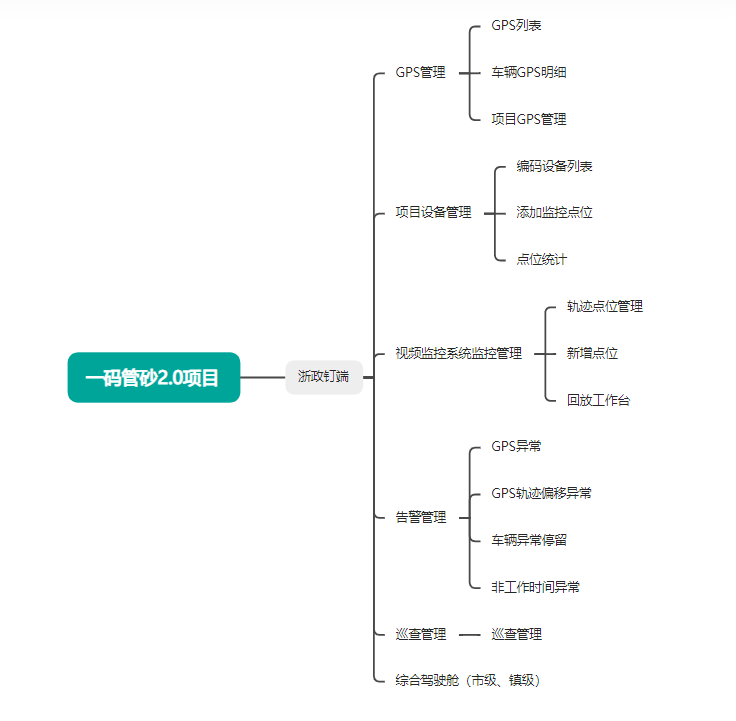 一码管砂2.0项目
浙政钉端
GPS管理
GPS列表
车辆GPS明细
项目GPS管理
项目设备管理
编码设备列表
添加监控点位
点位统计
视频监控系统监控管理
轨迹点位管理
新增点位
回放工作台
告警管理
GPS异常
GPS轨迹偏移异常
车辆异常停留
非工作时间异常
巡查管理
巡查管理
综合驾驶舱（市级、镇级）